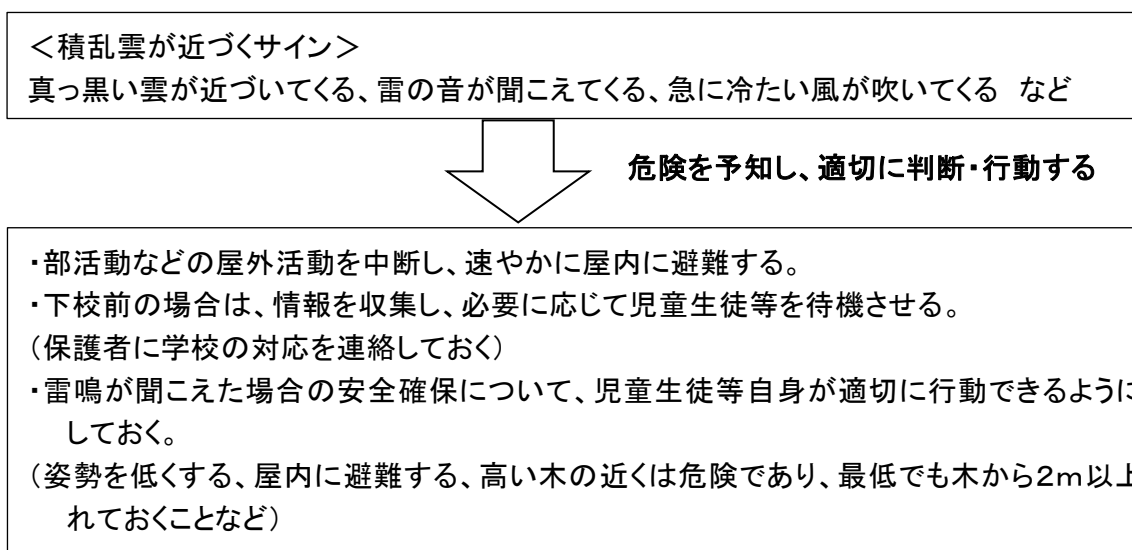 ＜積乱雲が近づくサイン＞
真っ黒い雲が近づいてくる、雷の音が聞こえてくる、急に冷たい風が吹いてくる　など
危険を予知し、適切に判断・行動する
・部活動などの屋外活動を中断し、速やかに屋内に避難する。
・下校前の場合は、情報を収集し、必要に応じて児童生徒等を待機させる。
（保護者に学校の対応を連絡しておく）
・雷鳴が聞こえた場合の安全確保について、児童生徒等自身が適切に行動できるように
しておく。
（姿勢を低くする、屋内に避難する、高い木の近くは危険であり、最低でも木から２ｍ以上
れておくことなど）